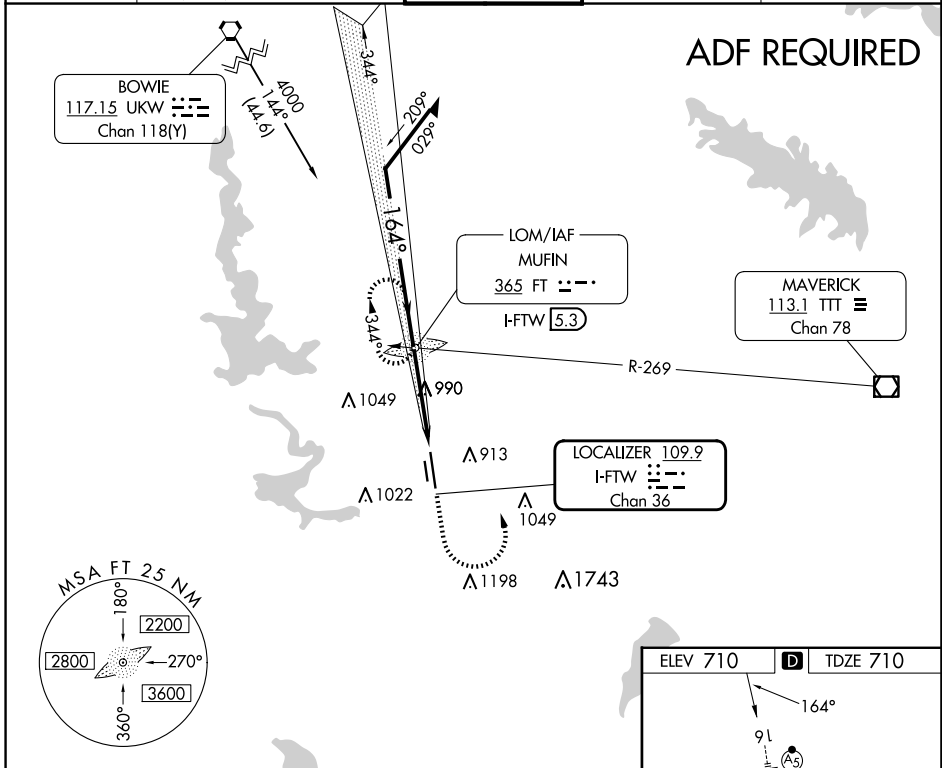 ADF REQUIRED
BOWIE
117.15 UKW
Chan 118(Y)
4000
144°
(44.6)
344°
209°
029°
164°
LOM/IAF
MUFIN
365 FT
I-FTW 5.3
MAVERICK
113.1 TTT
Chan 78
344°
R-269
1049
990
913
LOCALIZER 109.9
I-FTW
Chan 36
1022
1049
1198
1743
MSA FT 25 NM
180°
2200
2800
270°
3600
360°
ELEV 710
D
TDZE 710
164°
16
A5